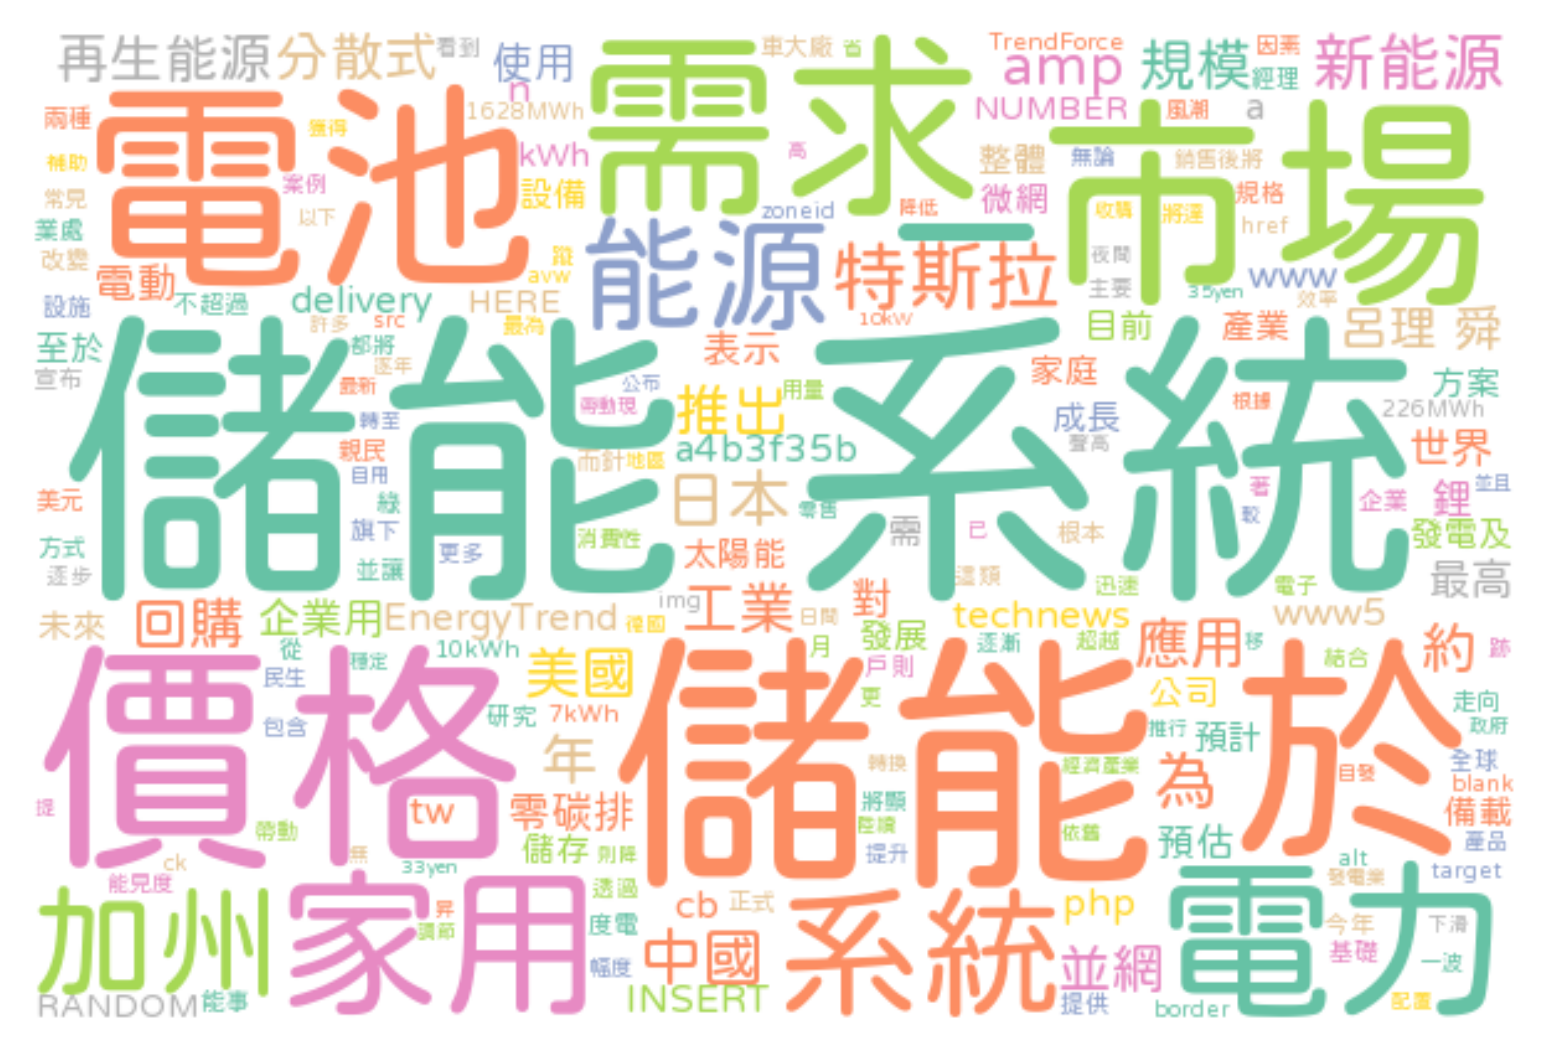 再生能源 分散式 看到 使用 需求 車大廠 省 TrendForce 因素 新能源
amp 規模 經理
電池 n 1628MWh NUMBER 風潮 a 市場
兩種 獲得 kWh 高 整體 無論 銷售後將
補助 案例 設備 微網 規格
常見 以下 zoneid 降低 收購 將達 href
業處 能源 一 夜間
改變 電動 蹤 avw 特斯拉 主要 www
設施 不超過 delivery HERE 35yen 效率
許多 src 最為 10kW 目前 產業 呂理 舜
至於 儲能 系統 都將 表示 家庭
宣布 逐年 最新 公布 用量 方案
轉至 帶動現 推出 成長 根據 226MWh
親民 a4b3f35b 聲高 世界
自用 而針 地區 日本
美元 綠 零售 需 已 根本 著 較 企業 鋰 並且
方式 旗下 消費性 發電及
逐步 並讓 更多 太陽能 這類 迅速 電子 最高
未來 回購 企業用 EnergyTrend 德國 img 工業 日間 對 technews www5
從 穩定 10kWh 月 發展 逐漸 超越 應用 移 結合 約 跡
價格 民生 美國 儲能 戶則 更 公司 於 走向
包含 研究 7kWh 推行 預計 政府
年 轉換 經濟產業 為 自發 全球 blank
提 tw 零碳排 將顯 備載
帶動 陸續 依舊
ck 無 33yen 儲存 則降 提升 預估 alt 產品
能見度 發電業 target
加州 家用 昇 調節 透過 cb 正式 系統 php 電力 今年 下滑
度電 中國 並網 基礎 一波
幅度
RANDOM 能事 INSERT 提供 border 配置